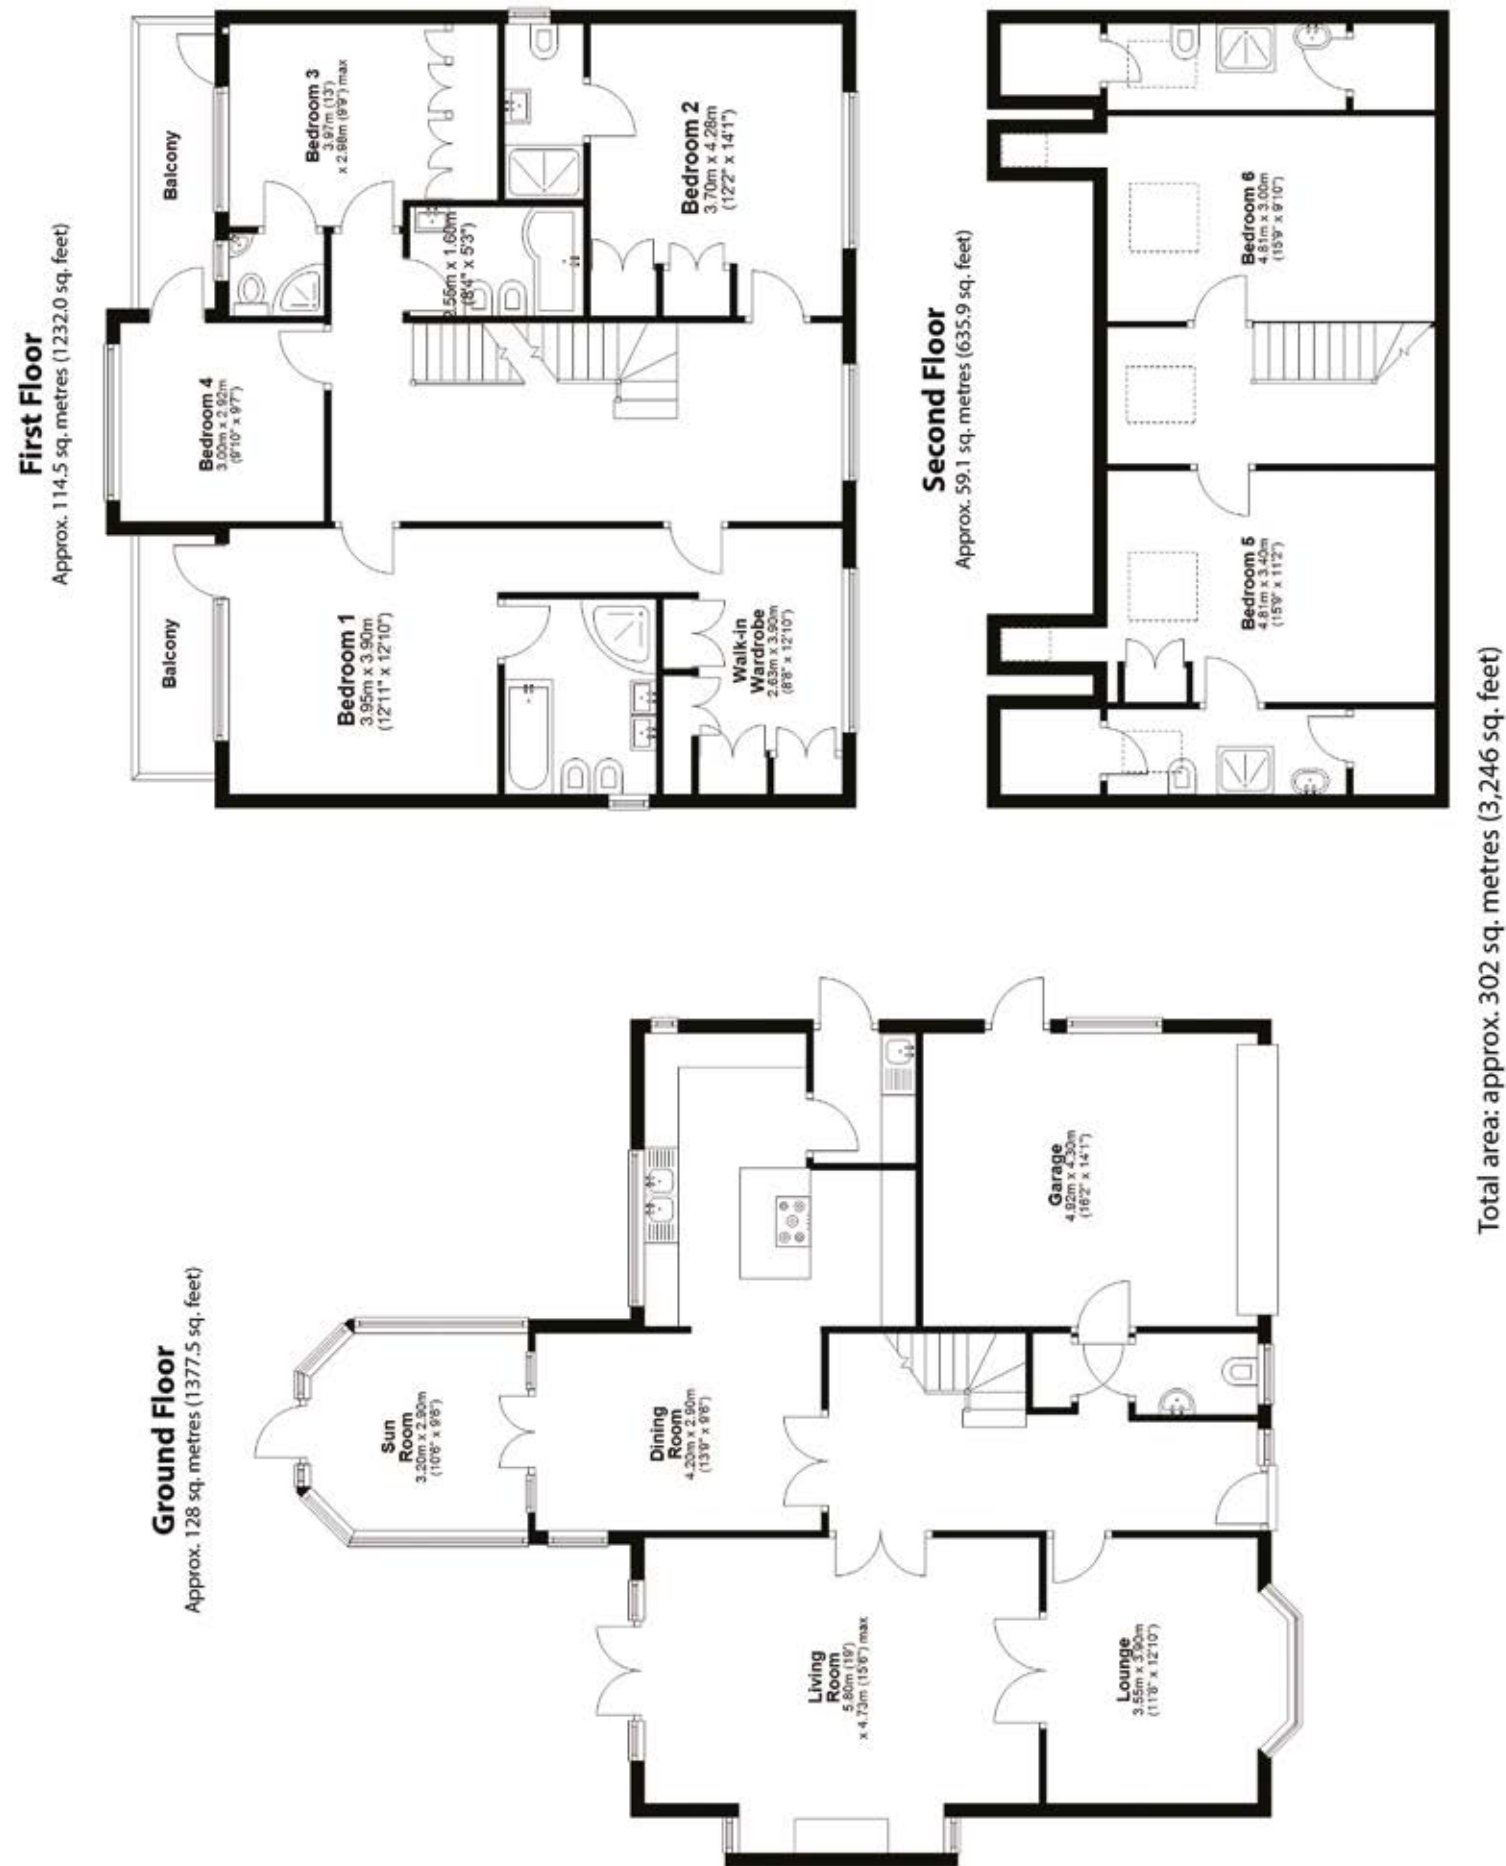 Ground Floor
Approx. 128 sq. metres (1377.5 sq. feet)
Sun
Room
3.20m x 2.90m
(10'6" x 9'6")
Dining
Room
4.20m x 2.90m
(13'9" x 9'6")
Living
Room
5.80m (19')
x 4.73m (15'6") max
Lounge
3.55m x 3.90m
(11'8" x 12'10")
Garage
4.92m x 4.30m
(16'2" x 14'1")
First Floor
Approx. 114.5 sq. metres (1232.0 sq. feet)
Balcony
Balcony
Bedroom 1
3.95m x 3.90m
(12'11" x 12'10")
Bedroom 4
3.00m x 2.92m
(9'10" x 9'7")
Bedroom 3
3.97m (13')
x 2.98m (9'9") max
2.55m x 1.60m
(8'4" x 5'3")
Bedroom 2
3.70m x 4.28m
(12'2" x 14'1")
Walk-in
Wardrobe
2.63m x 3.90m
(8'8" x 12'10")
Second Floor
Approx. 59.1 sq. metres (635.9 sq. feet)
Bedroom 5
4.81m x 3.40m
(15'9" x 11'2")
Bedroom 6
4.81m x 3.00m
(15'9" x 9'10")
Total area: approx. 302 sq. metres (3,246 sq. feet)